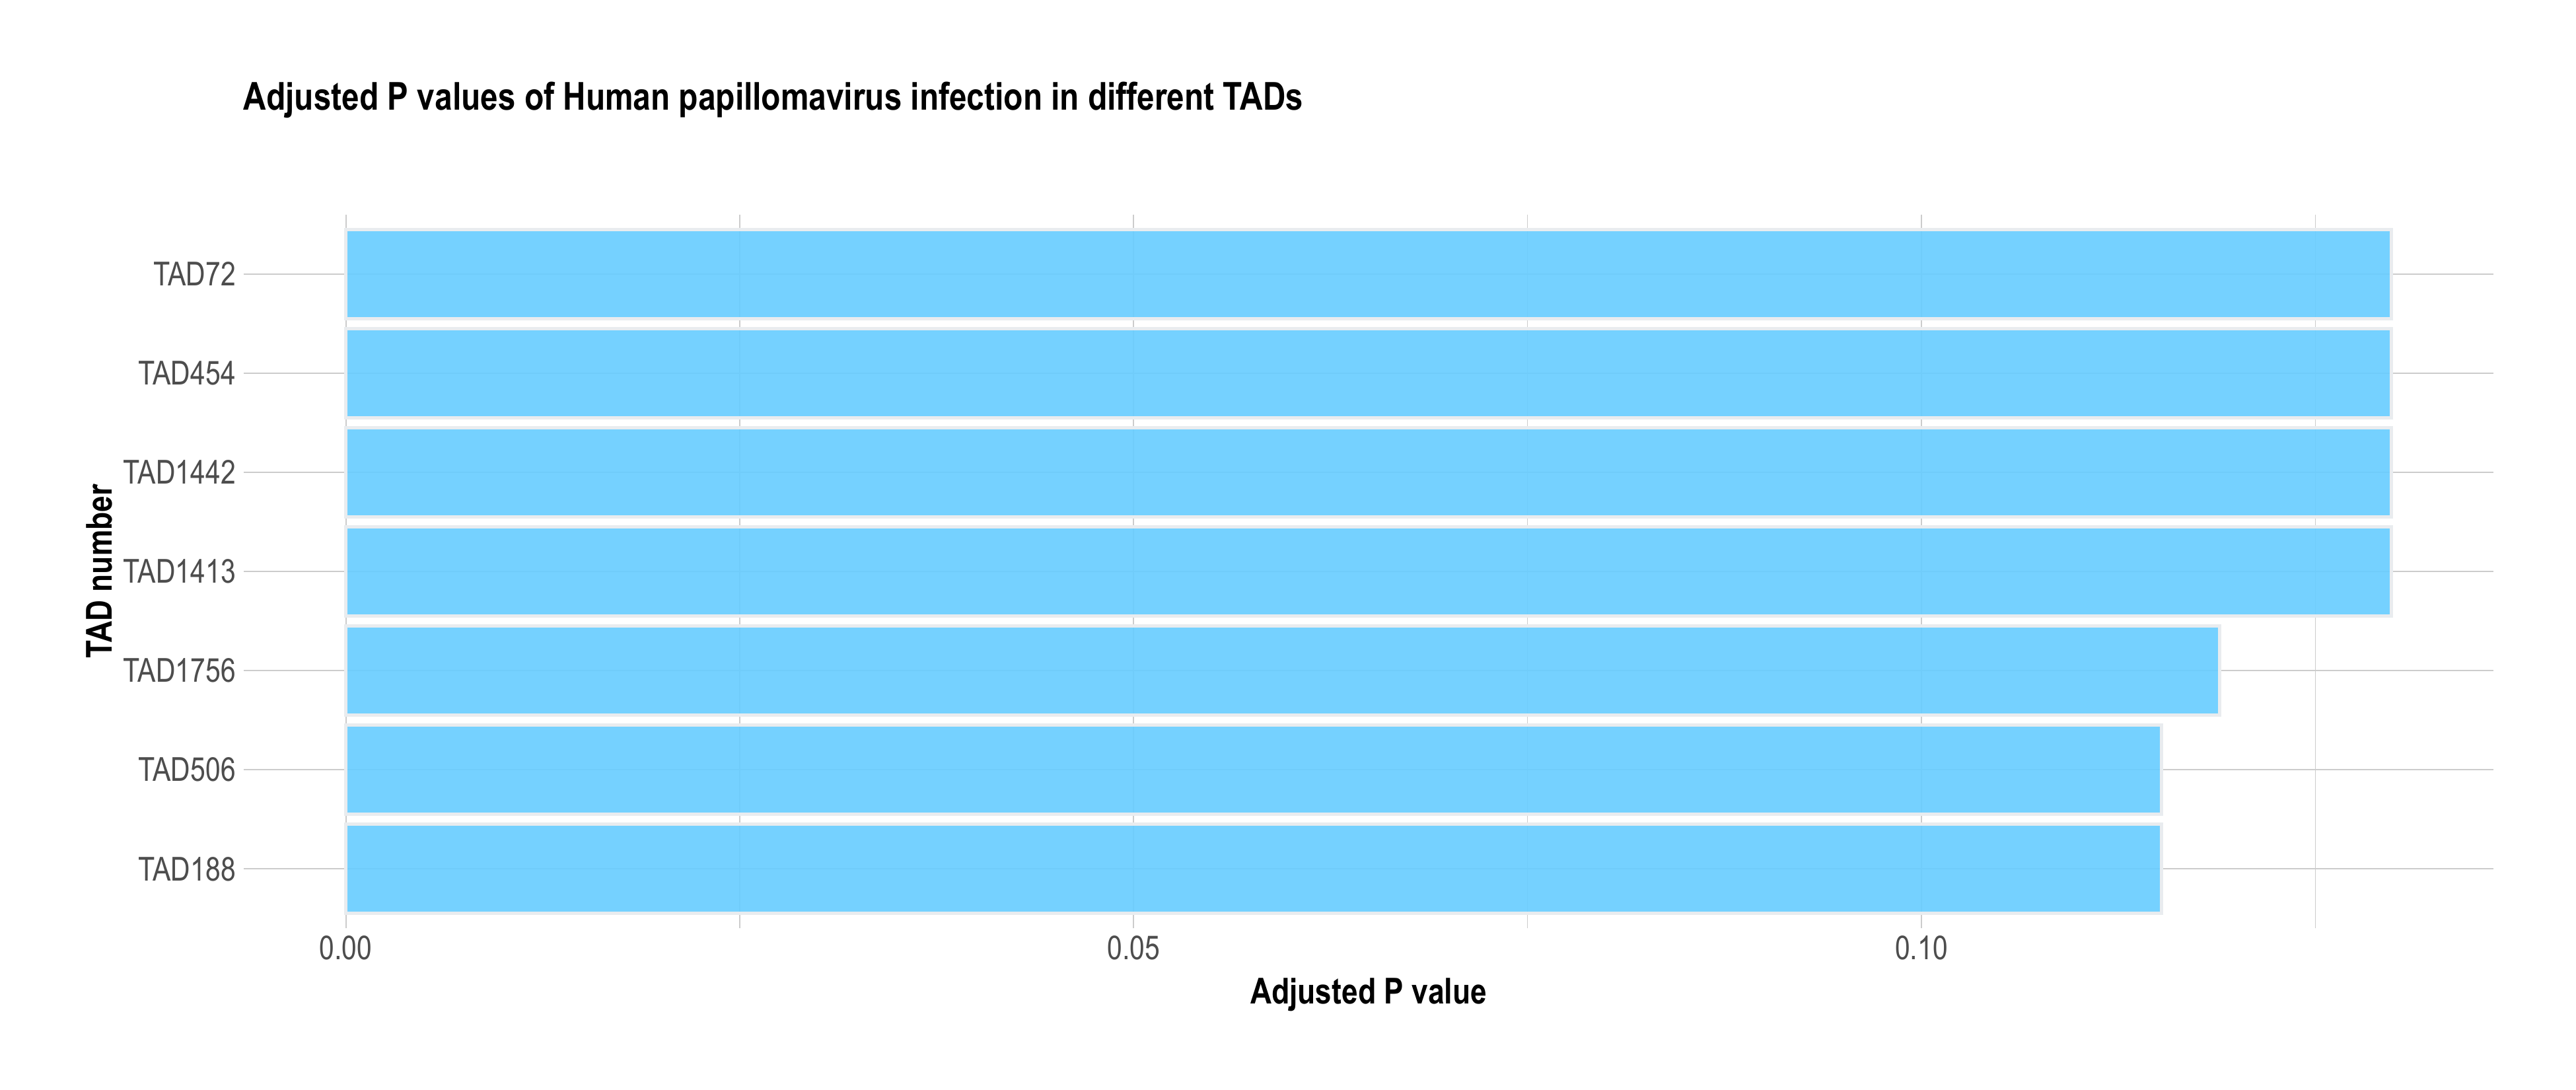 Adjusted P values of Human papillomavirus infection in different TADs
TAD number
TAD72
TAD454
TAD1442
TAD1413
TAD1756
TAD506
TAD188
0.00 0.05 0.10
Adjusted P value